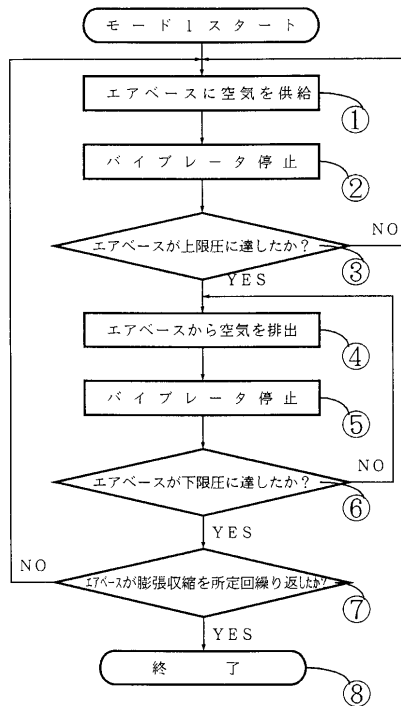 モード1スタート
エアベースに空気を供給
①
バイブレータ停止
②
エアベースが上限圧に達したか?
NO
③
YES
エアベースから空気を排出
④
バイブレータ停止
⑤
エアベースが下限圧に達したか?
NO
⑥
YES
NO
エアベースが膨張収縮を所定回繰り返したか?
⑦
YES
終了
⑧